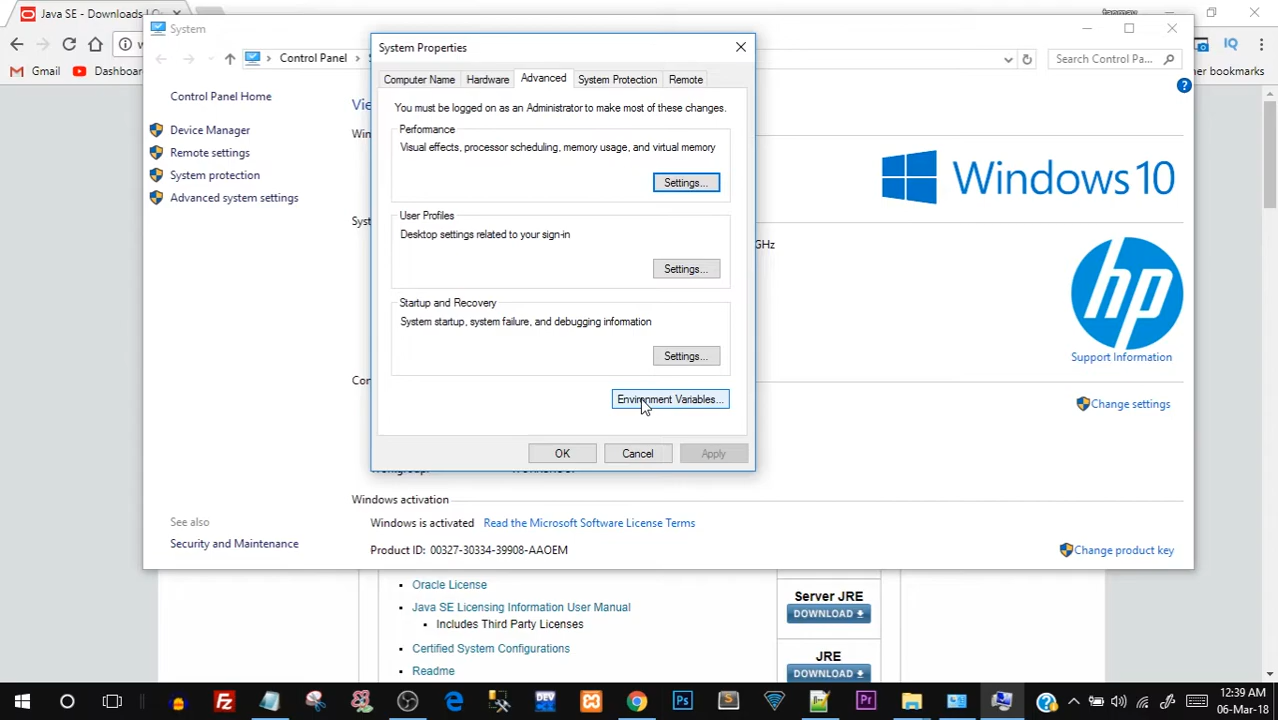 Java SE - Downloads | O
tanmay
System
System Properties
Control Panel
Search Control Pa...
Gmail
Dashboar
her bookmarks
Computer Name
Hardware
Advanced
System Protection
Remote
Control Panel Home
You must be logged on as an Administrator to make most of these changes.
Device Manager
Remote settings
System protection
Advanced system settings
Performance
Visual effects, processor scheduling, memory usage, and virtual memory
Settings...
User Profiles
Desktop settings related to your sign-in
Settings...
GHz
Startup and Recovery
System startup, system failure, and debugging information
Settings...
Environment Variables...
OK
Cancel
Apply
Windows 10
hp
Support Information
Change settings
Windows activation
Windows is activated
Read the Microsoft Software License Terms
Product ID: 00327-30334-39908-AAOEM
Change product key
See also
Security and Maintenance
Oracle License
Java SE Licensing Information User Manual
Includes Third Party Licenses
Certified System Configurations
Readme
Server JRE
DOWNLOAD
JRE
DOWNLOAD
12:39 AM
06-Mar-18